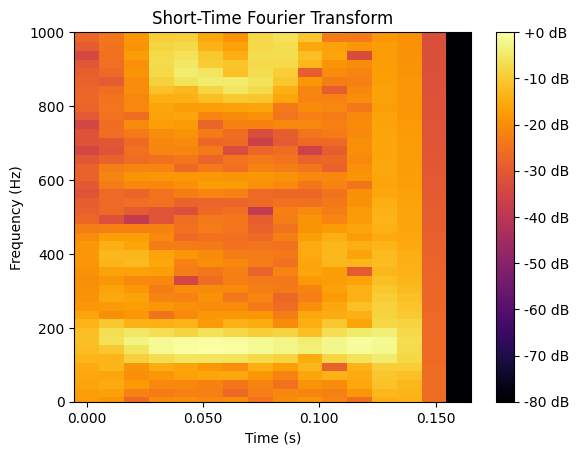 Short-Time Fourier Transform
Frequency (Hz)
1000
800
600
400
200
0
0.000 0.050 0.100 0.150
Time (s)
+0 dB
-10 dB
-20 dB
-30 dB
-40 dB
-50 dB
-60 dB
-70 dB
-80 dB